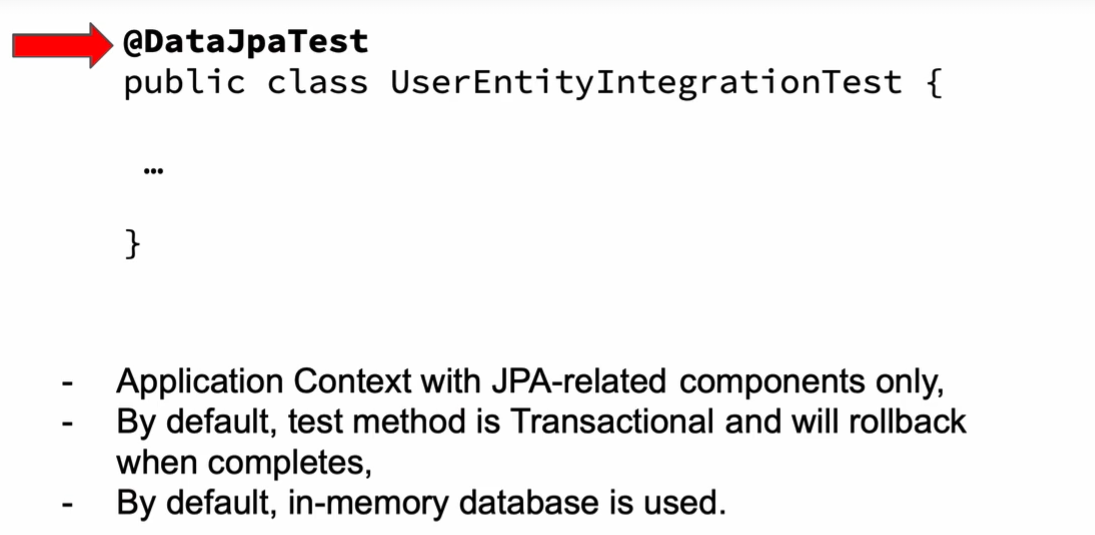 @DataJpaTest
public class UserEntityIntegrationTest {
…
}
- Application Context with JPA-related components only,
- By default, test method is Transactional and will rollback
when completes,
- By default, in-memory database is used.